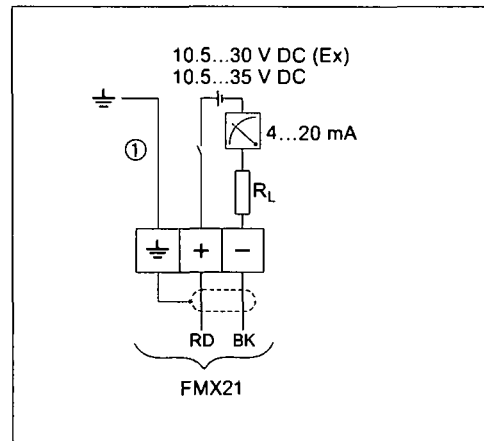 10.5...30 V DC (Ex)
10.5...35 V DC
①
4...20 mA
RL
+ −
RD BK
FMX21